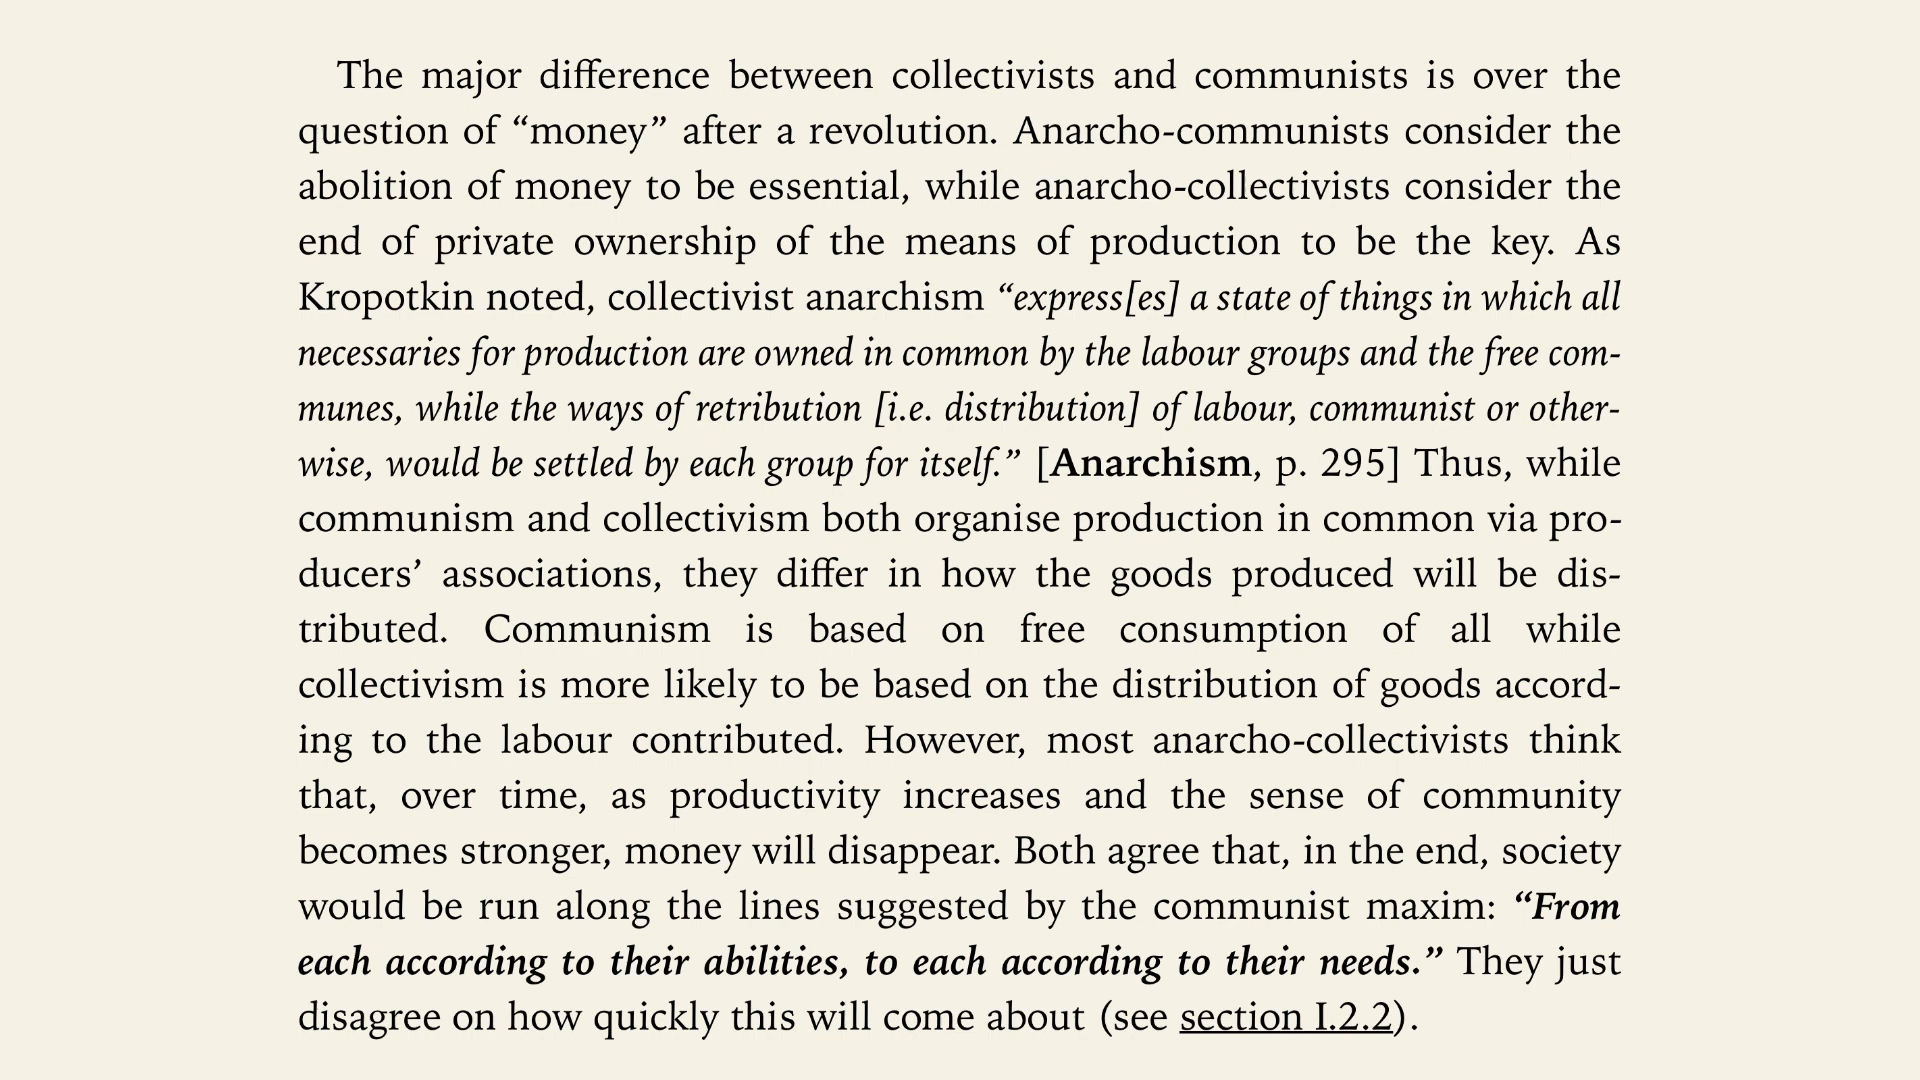 The major difference between collectivists and communists is over the
question of “money” after a revolution. Anarcho-communists consider the
abolition of money to be essential, while anarcho-collectivists consider the
end of private ownership of the means of production to be the key. As
Kropotkin noted, collectivist anarchism “express[es] a state of things in which all
necessaries for production are owned in common by the labour groups and the free com-
munes, while the ways of retribution [i.e. distribution] of labour, communist or other-
wise, would be settled by each group for itself.” [Anarchism, p. 295] Thus, while
communism and collectivism both organise production in common via pro-
ducers’ associations, they differ in how the goods produced will be dis-
tributed. Communism is based on free consumption of all while
collectivism is more likely to be based on the distribution of goods accord-
ing to the labour contributed. However, most anarcho-collectivists think
that, over time, as productivity increases and the sense of community
becomes stronger, money will disappear. Both agree that, in the end, society
would be run along the lines suggested by the communist maxim: “From
each according to their abilities, to each according to their needs.” They just
disagree on how quickly this will come about (see section I.2.2).